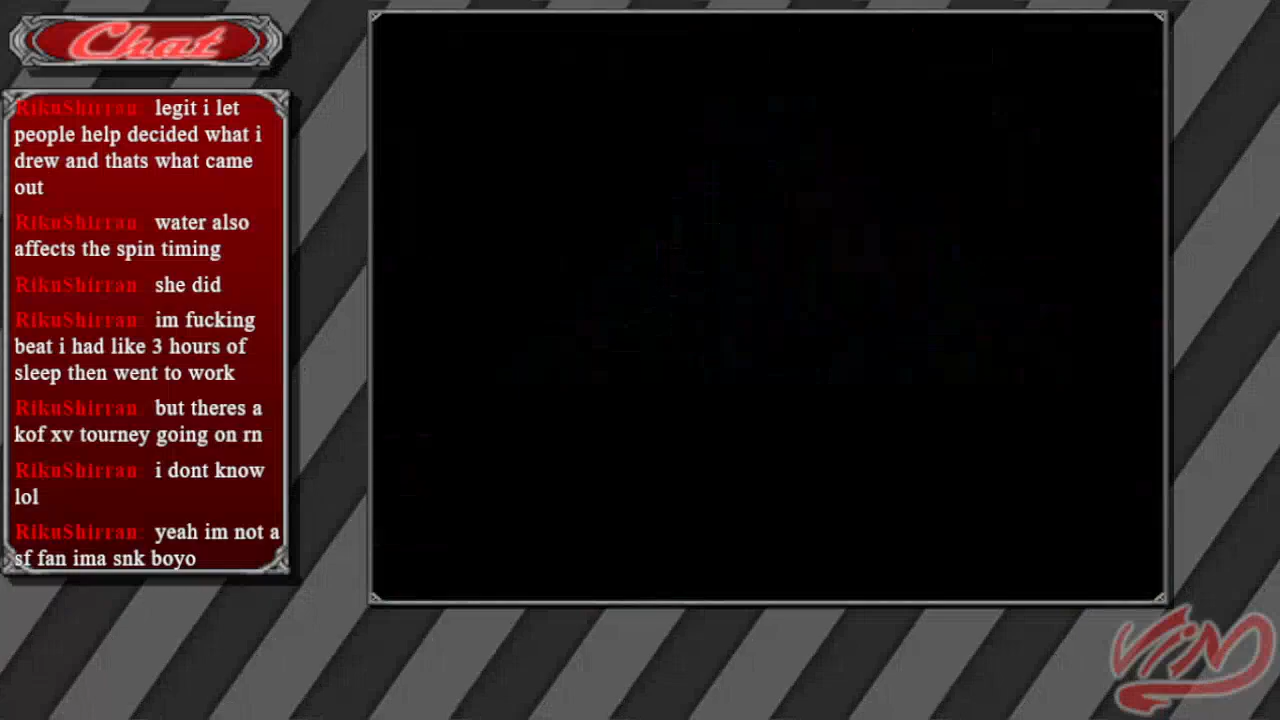 Chat
RikuShirran: legit i let
people help decided what i
drew and thats what came
out
RikuShirran: water also
affects the spin timing
RikuShirran: she did
RikuShirran: im fucking
beat i had like 3 hours of
sleep then went to work
RikuShirran: but theres a
kof xv tourney going on rn
RikuShirran: i dont know
lol
RikuShirran: yeah im not a
sf fan ima snk boyo
VIM